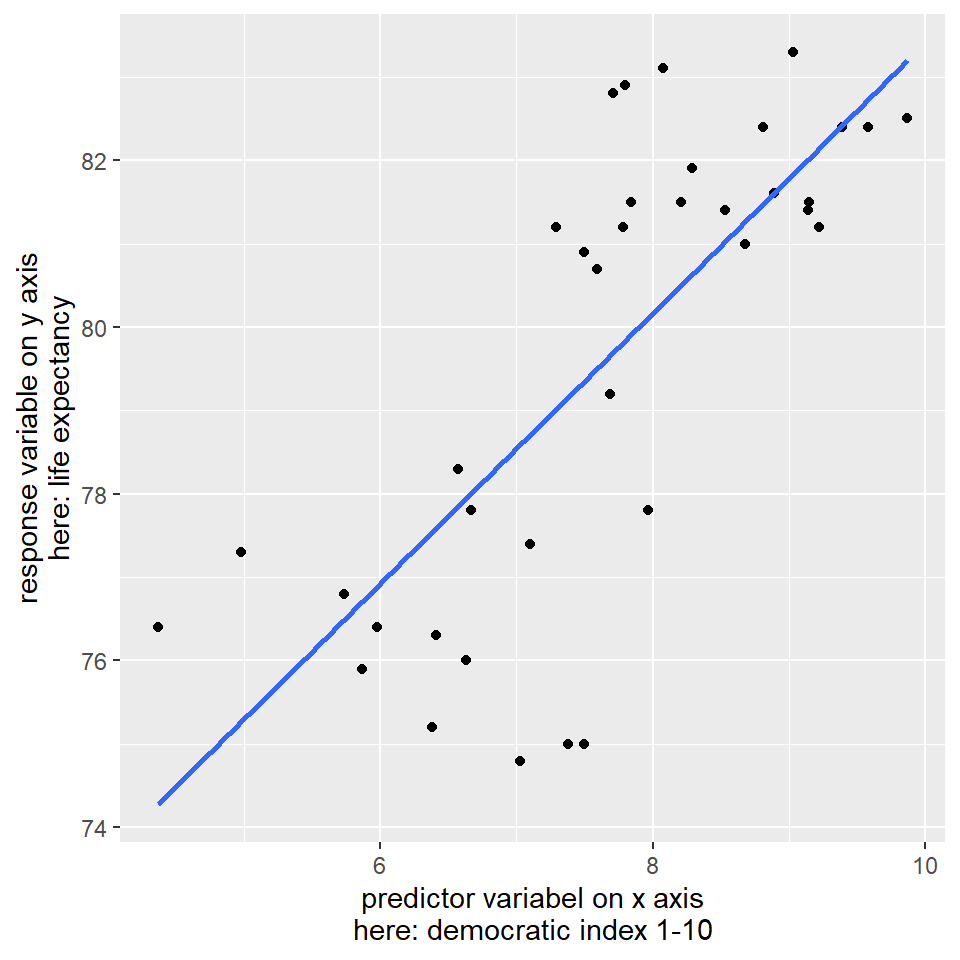 response variable on y axis
here: life expectancy
82
80
78
76
74
6
8
10
predictor variabel on x axis
here: democratic index 1-10